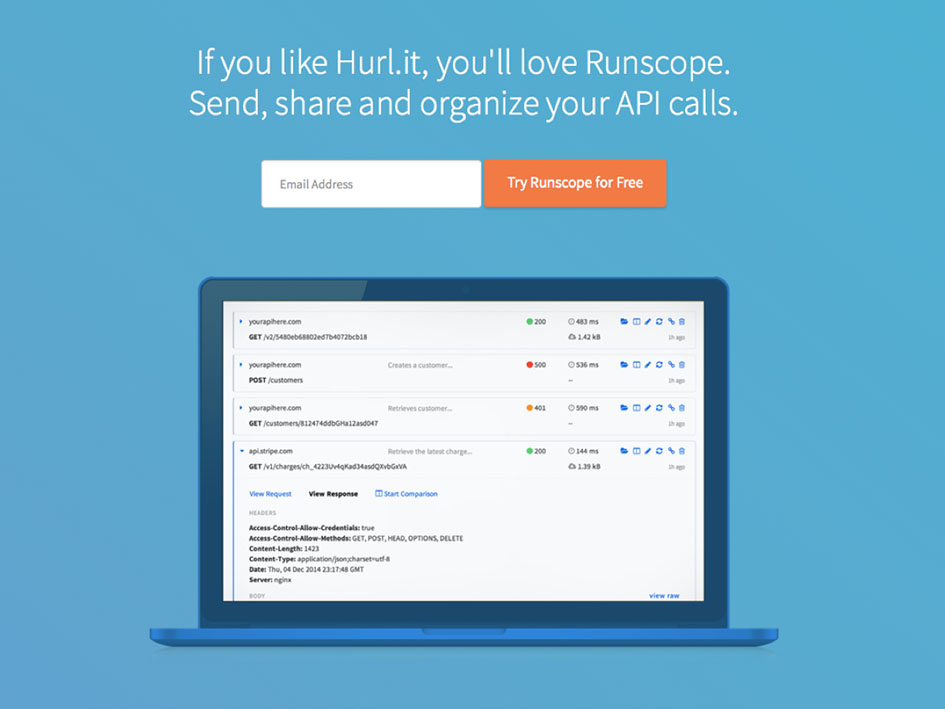 If you like Hurl.it, you'll love Runscope.
Send, share and organize your API calls.
Email Address
Try Runscope for Free
yourapihere.com 200 483 ms
GET /v2/5480eb68802ed7b4072bcb18 1.42 kB 1h ago
yourapihere.com Creates a customer... 500 536 ms
POST /customers -- 1h ago
yourapihere.com Retrieves customer... 401 590 ms
GET /customers/812474ddbGHa12asd047 -- 1h ago
api.stripe.com Retrieve the latest charge... 200 144 ms
GET /v1/charges/ch_4223Uv4qKad34asdQXvbGxVA 1.39 kB 1h ago
View Request View Response Start Comparison
HEADERS
Access-Control-Allow-Credentials: true
Access-Control-Allow-Methods: GET, POST, HEAD, OPTIONS, DELETE
Content-Length: 1423
Content-Type: application/json;charset=utf-8
Date: Thu, 04 Dec 2014 23:17:48 GMT
Server: nginx
BODY view raw